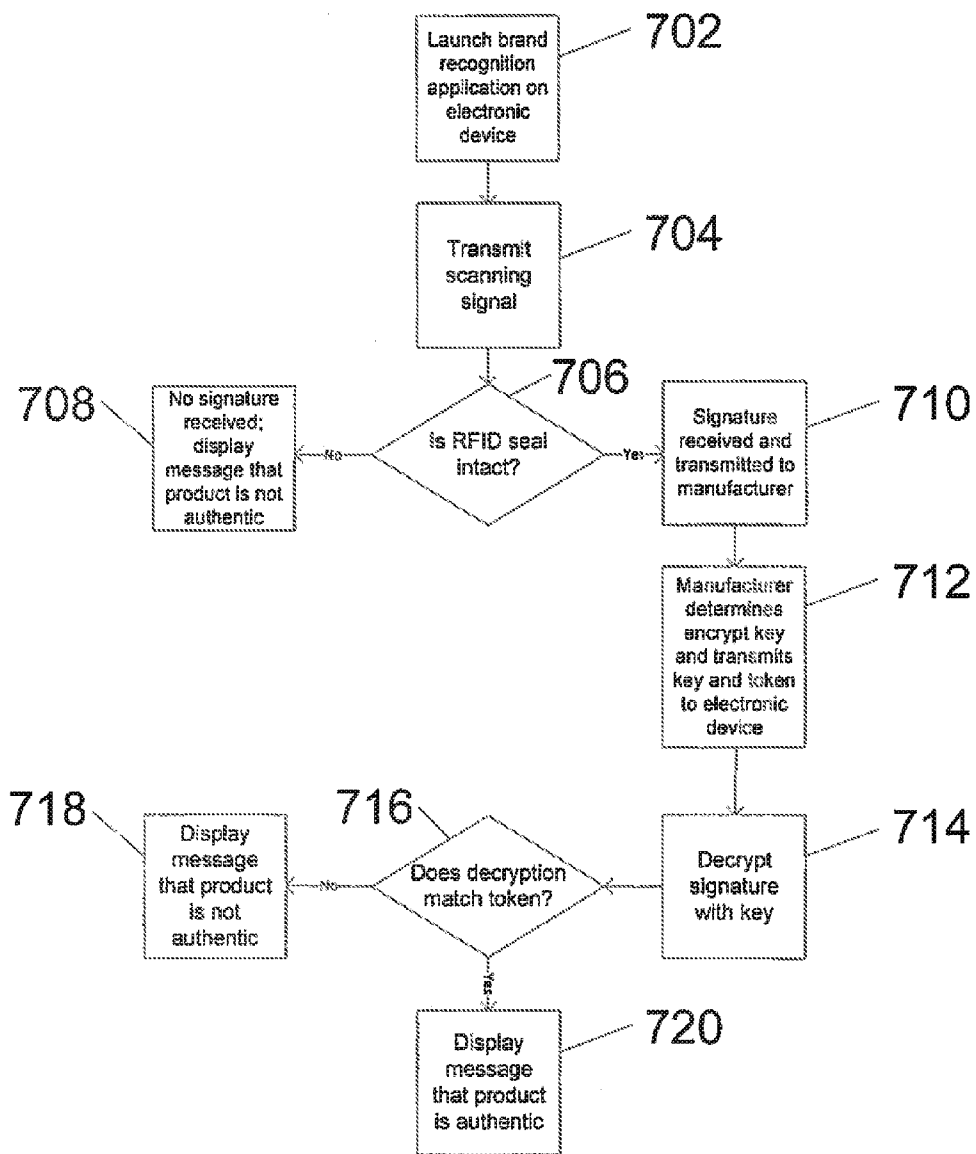 Launch brand
recognition
application on
electronic
device
702
Transmit
scanning
signal
704
706
Is RFID seal
intact?
No
Yes
708
No signature
received;
display
message that
product is not
authentic
Signature
received and
transmitted to
manufacturer
710
Manufacturer
determines
encrypt key
and transmits
key and token
to electronic
device
712
Decrypt
signature
with key
714
716
Does decryption
match token?
No
Yes
718
Display
message
that product
is not
authentic
Display
message
that product
is authentic
720